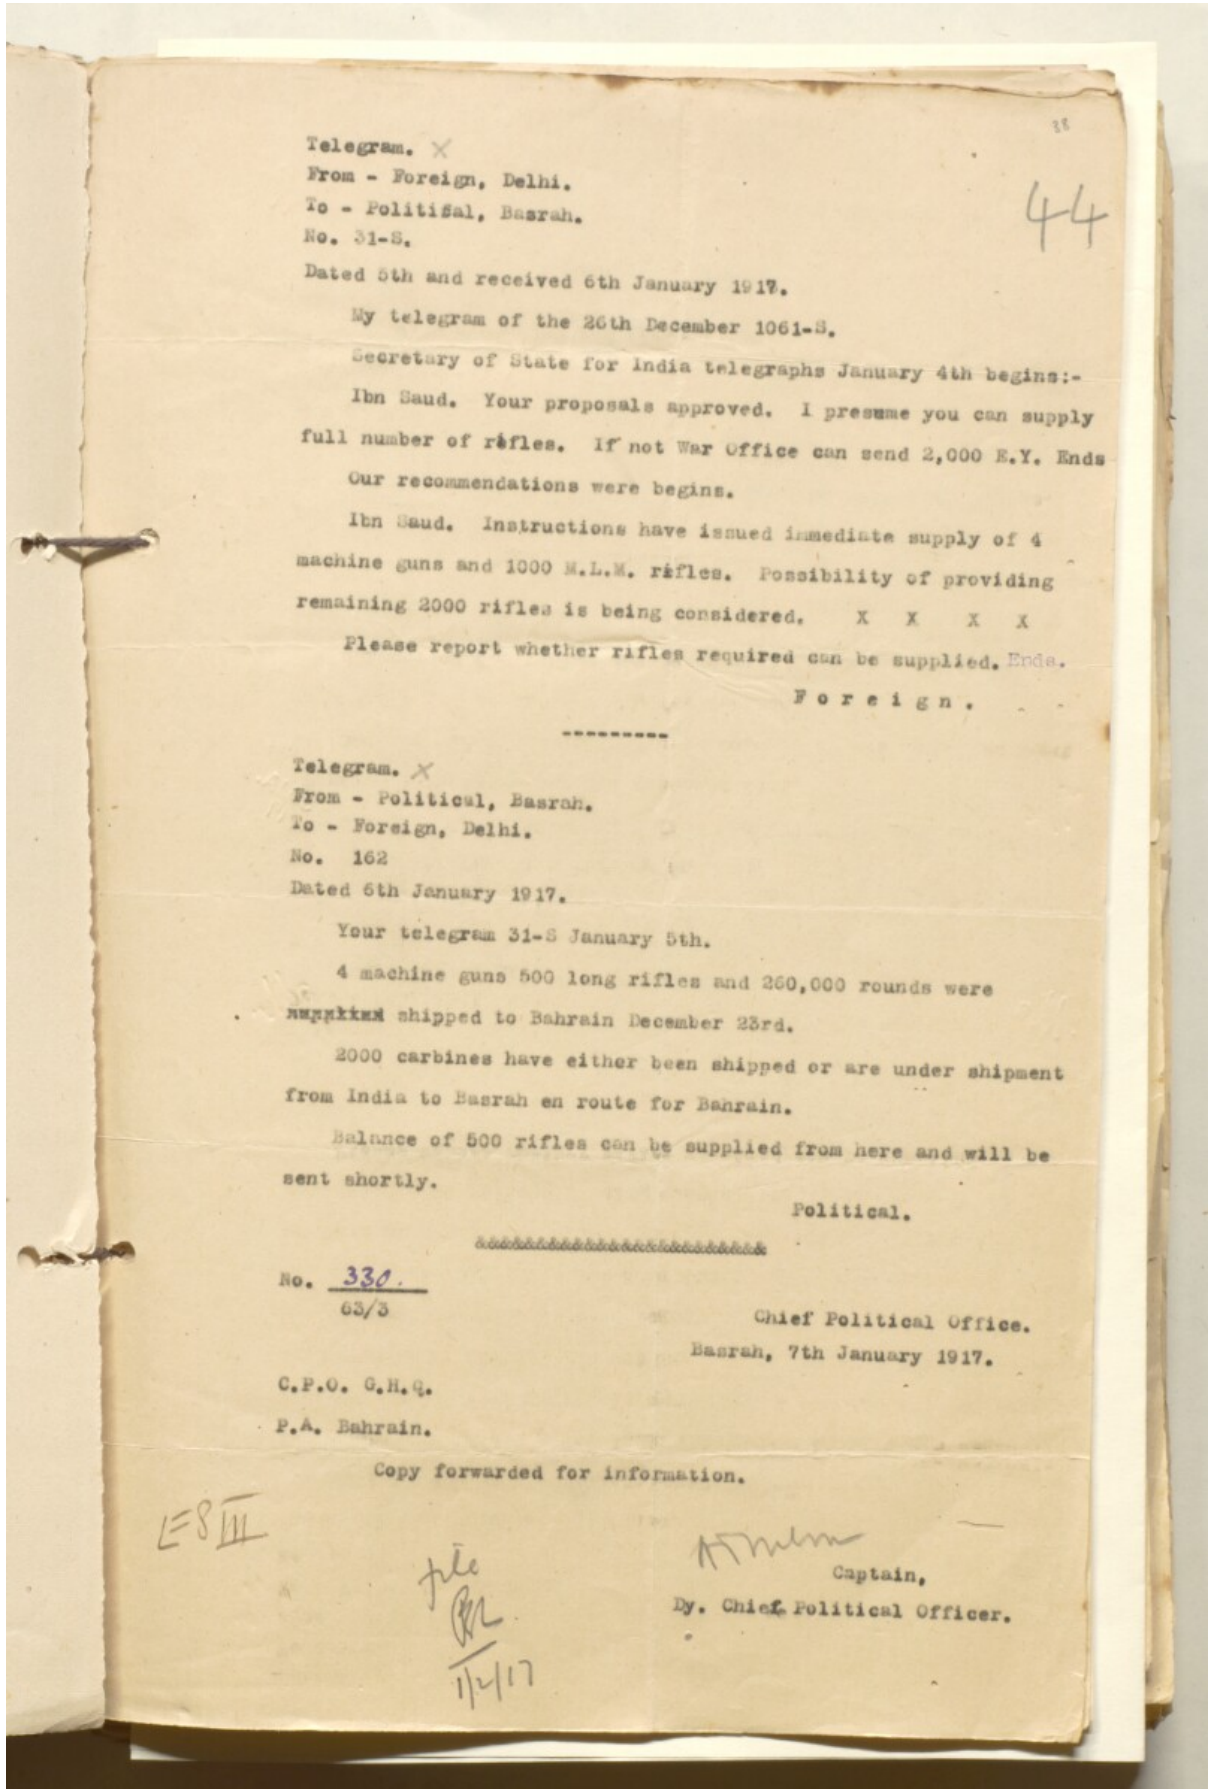 38
44
Telegram. X
From - Foreign, Delhi.
To - Political, Basrah.
No. 31-S.
Dated 5th and received 6th January 1917.
My telegram of the 26th December 1061-S.
Secretary of State for India telegraphs January 4th begins:-
Ibn Saud. Your proposals approved. I presume you can supply
full number of rifles. If not War Office can send 2,000 E.Y. Ends
Our recommendations were begins.
Ibn Saud. Instructions have issued immediate supply of 4
machine guns and 1000 M.L.M. rifles. Possibility of providing
remaining 2000 rifles is being considered. X X X X
Please report whether rifles required can be supplied. Ends.
Foreign.
---------
Telegram. X
From - Political, Basrah.
To - Foreign, Delhi.
No. 162
Dated 6th January 1917.
Your telegram 31-S January 5th.
4 machine guns 500 long rifles and 260,000 rounds were
shipped to Bahrain December 23rd.
2000 carbines have either been shipped or are under shipment
from India to Basrah en route for Bahrain.
Balance of 500 rifles can be supplied from here and will be
sent shortly.
Political.
&&&&&&&&&&&&&&&&&&&&&&&&
No. 330.
63/3
Chief Political Office.
Basrah, 7th January 1917.
C.P.O. G.H.Q.
P.A. Bahrain.
Copy forwarded for information.
E8 III
file
1/2/17
Captain,
Dy. Chief Political Officer.